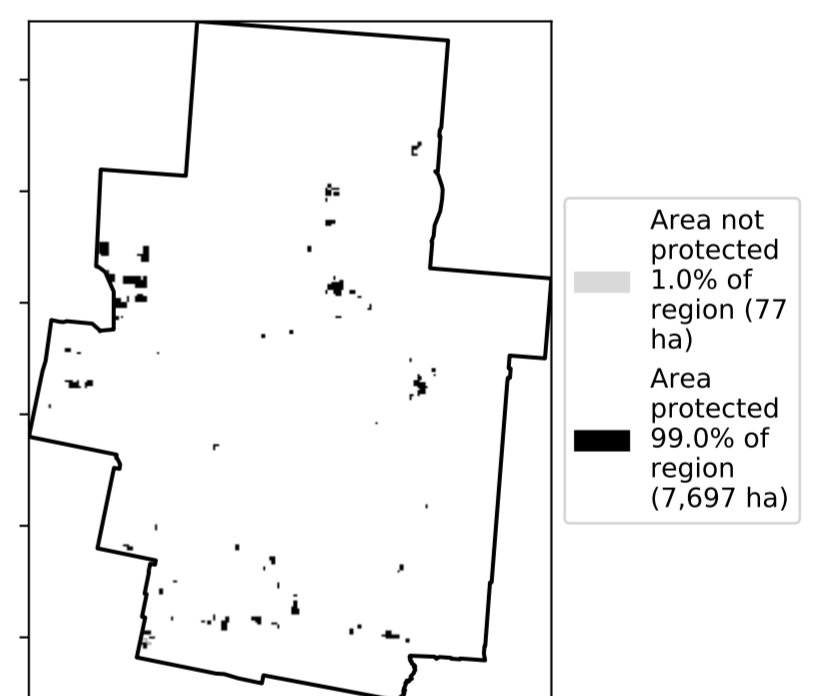 Area not
protected
1.0% of
region (77
ha)
Area
protected
99.0% of
region
(7,697 ha)